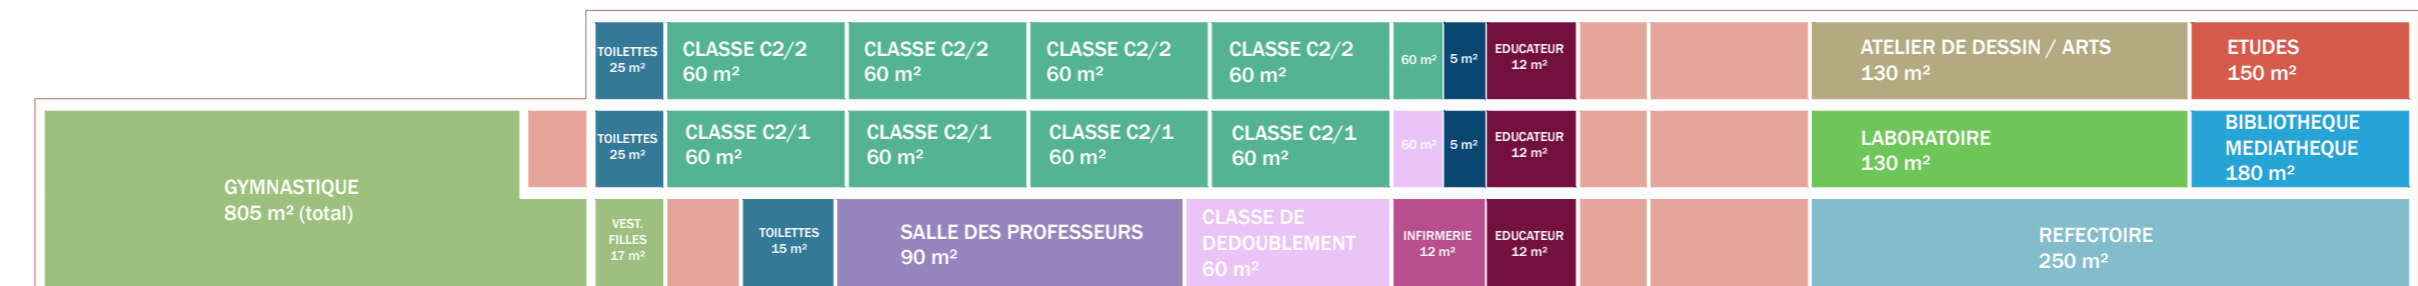 TOILETTES
25 m²
CLASSE C2/2
60 m²
CLASSE C2/2
60 m²
CLASSE C2/2
60 m²
CLASSE C2/2
60 m²
60 m²
5 m²
EDUCATEUR
12 m²
ATELIER DE DESSIN / ARTS
130 m²
ETUDES
150 m²
GYMNASTIQUE
805 m² (total)
TOILETTES
25 m²
CLASSE C2/1
60 m²
CLASSE C2/1
60 m²
CLASSE C2/1
60 m²
CLASSE C2/1
60 m²
60 m²
5 m²
EDUCATEUR
12 m²
LABORATOIRE
130 m²
BIBLIOTHEQUE
MEDIATHEQUE
180 m²
VEST.
FILLES
17 m²
TOILETTES
15 m²
SALLE DES PROFESSEURS
90 m²
CLASSE DE
DEDOUBLEMENT
60 m²
INFIRMERIE
12 m²
EDUCATEUR
12 m²
REFECTOIRE
250 m²